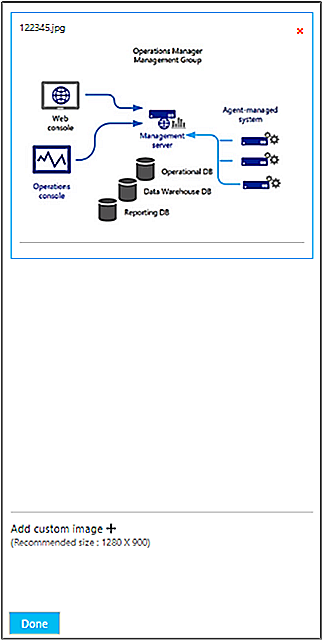 122345.jpg
Operations Manager
Management Group
Web
console
Management
server
Agent-managed
system
Operations
console
Operational DB
Data Warehouse DB
Reporting DB
Add custom image +
(Recommended size : 1280 X 900)
Done